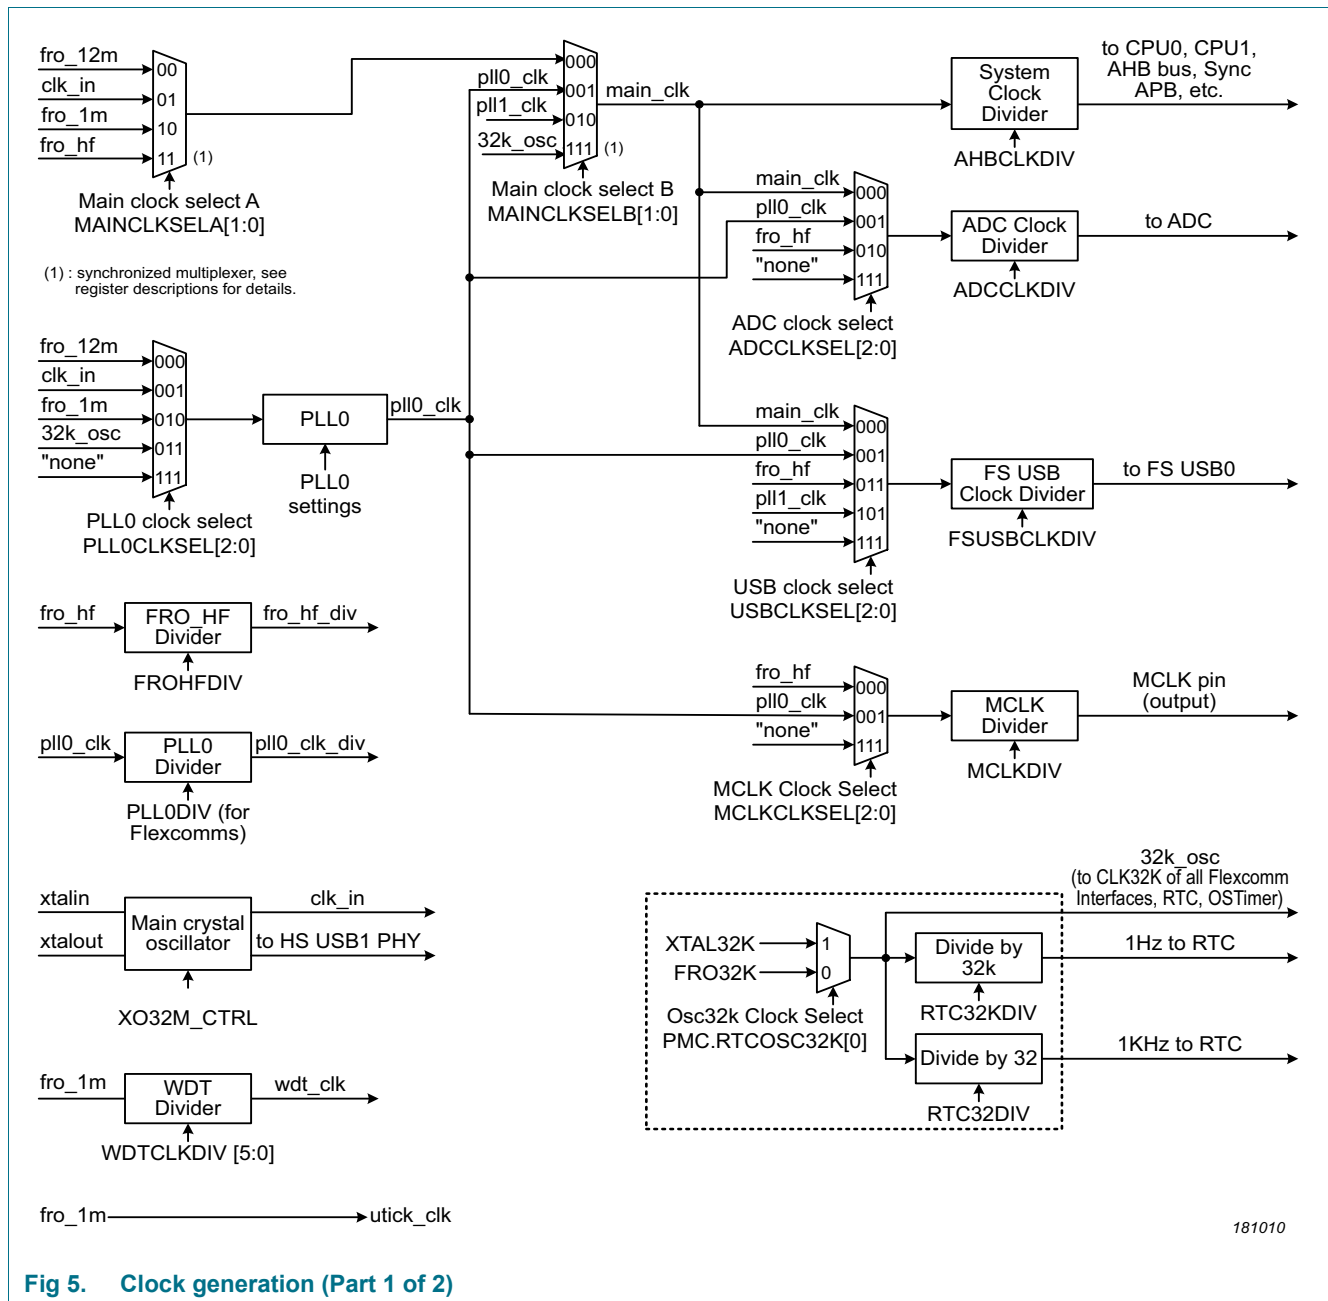 fro_12m
clk_in
fro_1m
fro_hf
00
01
10
11
(1)
Main clock select A
MAINCLKSELA[1:0]
(1) : synchronized multiplexer, see
register descriptions for details.
pll0_clk
pll1_clk
32k_osc
000
001
010
111
(1)
main_clk
Main clock select B
MAINCLKSELB[1:0]
System
Clock
Divider
AHBCLKDIV
to CPU0, CPU1,
AHB bus, Sync
APB, etc.
main_clk
pll0_clk
fro_hf
"none"
000
001
010
111
ADC clock select
ADCCLKSEL[2:0]
ADC Clock
Divider
ADCCLKDIV
to ADC
fro_12m
clk_in
fro_1m
32k_osc
"none"
000
001
010
011
111
PLL0 clock select
PLL0CLKSEL[2:0]
PLL0
PLL0
settings
pll0_clk
main_clk
pll0_clk
fro_hf
pll1_clk
"none"
000
001
011
101
111
USB clock select
USBCLKSEL[2:0]
FS USB
Clock Divider
FSUSBCLKDIV
to FS USB0
fro_hf
FRO_HF
Divider
fro_hf_div
FROHFDIV
fro_hf
pll0_clk
"none"
000
001
111
MCLK Clock Select
MCLKCLKSEL[2:0]
MCLK
Divider
MCLKDIV
MCLK pin
(output)
pll0_clk
PLL0
Divider
pll0_clk_div
PLL0DIV (for
Flexcomms)
xtalin
xtalout
Main crystal
oscillator
clk_in
to HS USB1 PHY
XO32M_CTRL
XTAL32K
FRO32K
1
0
Osc32k Clock Select
PMC.RTCOSC32K[0]
32k_osc
(to CLK32K of all Flexcomm
Interfaces, RTC, OSTimer)
Divide by
32k
RTC32KDIV
1Hz to RTC
Divide by 32
RTC32DIV
1KHz to RTC
fro_1m
WDT
Divider
wdt_clk
WDTCLKDIV [5:0]
fro_1m
utick_clk
181010
Fig 5. Clock generation (Part 1 of 2)